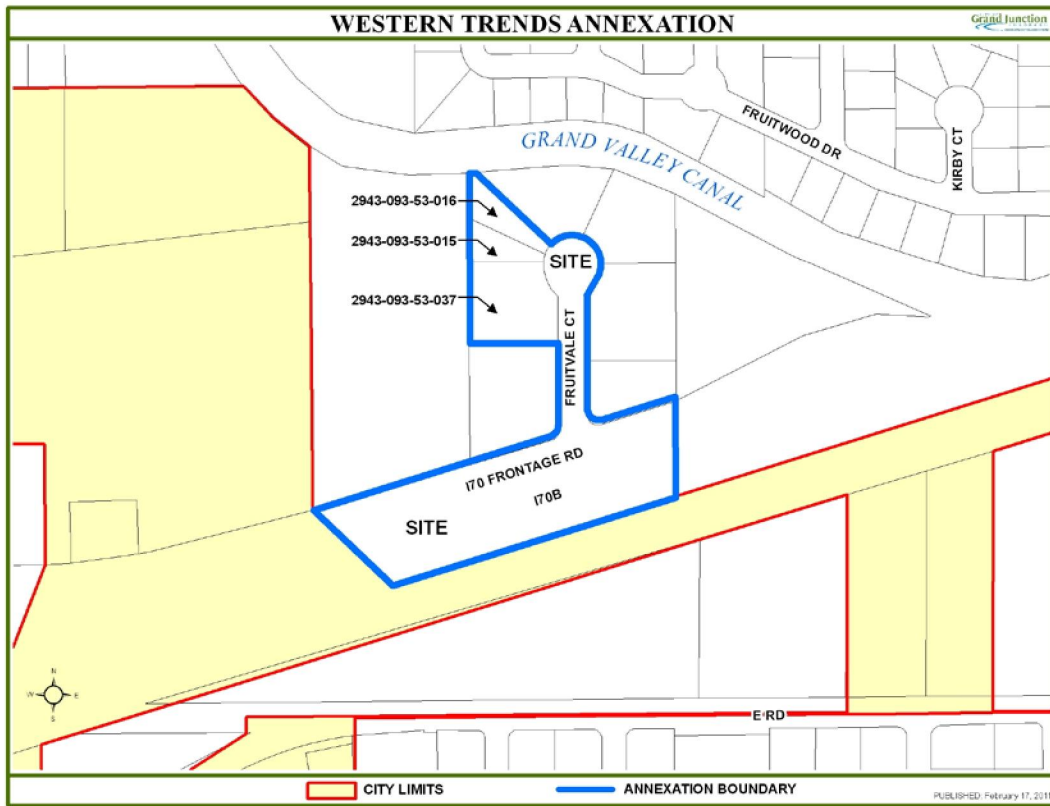 WESTERN TRENDS ANNEXATION
Grand Junction
FRUITWOOD DR
KIRBY CT
GRAND VALLEY CANAL
2943-093-53-016
2943-093-53-015
SITE
2943-093-53-037
FRUITVALE CT
I70 FRONTAGE RD
I70B
SITE
N
W E
S
E RD
CITY LIMITS
ANNEXATION BOUNDARY
PUBLISHED: February 17, 201